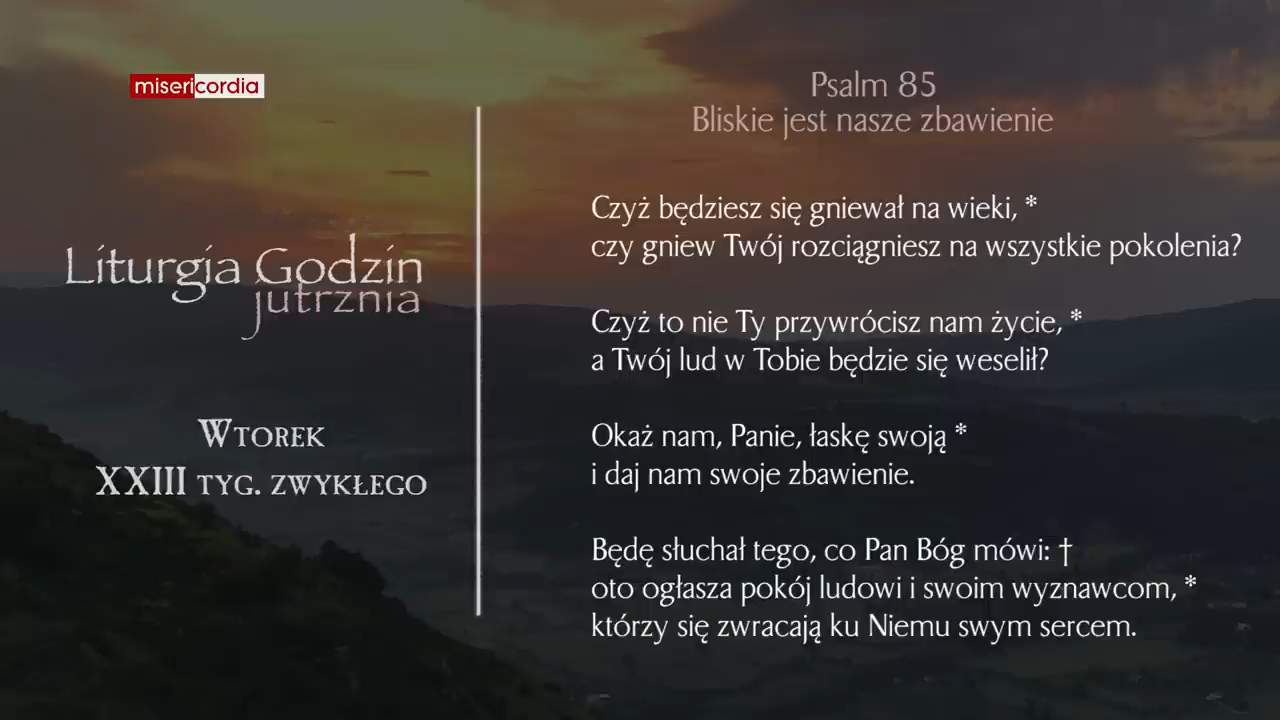 misericordia
Liturgia Godzin
jutrznia
Wtorek
XXIII tyg. zwykłego
Psalm 85
Bliskie jest nasze zbawienie
Czyż będziesz się gniewał na wieki, *
czy gniew Twój rozciągniesz na wszystkie pokolenia?
Czyż to nie Ty przywrócisz nam życie, *
a Twój lud w Tobie będzie się weselił?
Okaż nam, Panie, łaskę swoją *
i daj nam swoje zbawienie.
Będę słuchał tego, co Pan Bóg mówi: †
oto ogłasza pokój ludowi i swoim wyznawcom, *
którzy się zwracają ku Niemu swym sercem.